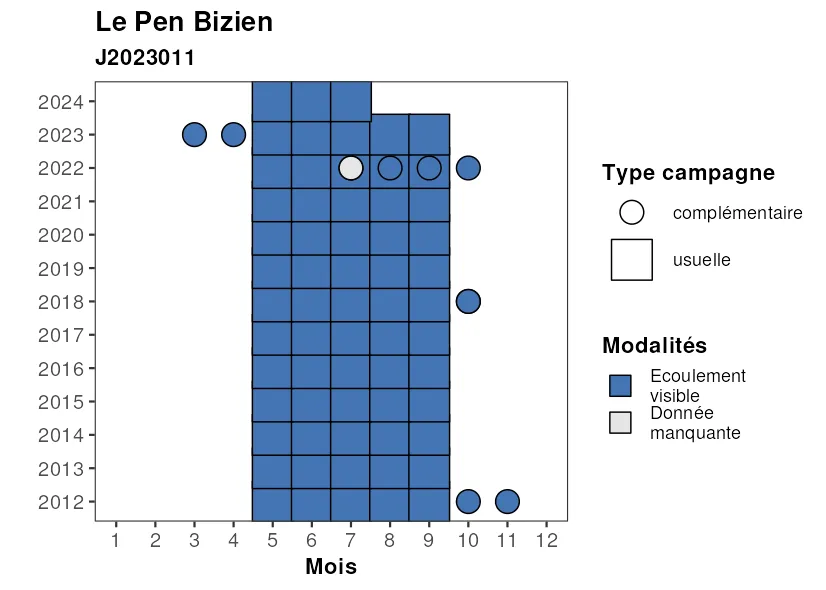 Le Pen Bizien
J2023011
2024
2023
2022
2021
2020
2019
2018
2017
2016
2015
2014
2013
2012
1 2 3 4 5 6 7 8 9 10 11 12
Mois
Type campagne
complémentaire
usuelle
Modalités
Ecoulement
visible
Donnée
manquante